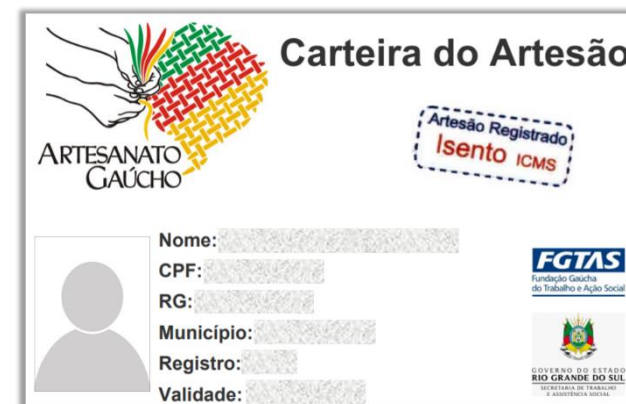 Carteira do Artesão
Artesão Registrado
Isento ICMS
ARTESANATO
GAÚCHO
Nome:
CPF:
RG:
Município:
Registro:
Validade:
FGTAS
Fundação Gaúcha
do Trabalho e Ação Social
GOVERNO DO ESTADO
RIO GRANDE DO SUL
SECRETARIA DE TRABALHO
E ASSISTÊNCIA SOCIAL